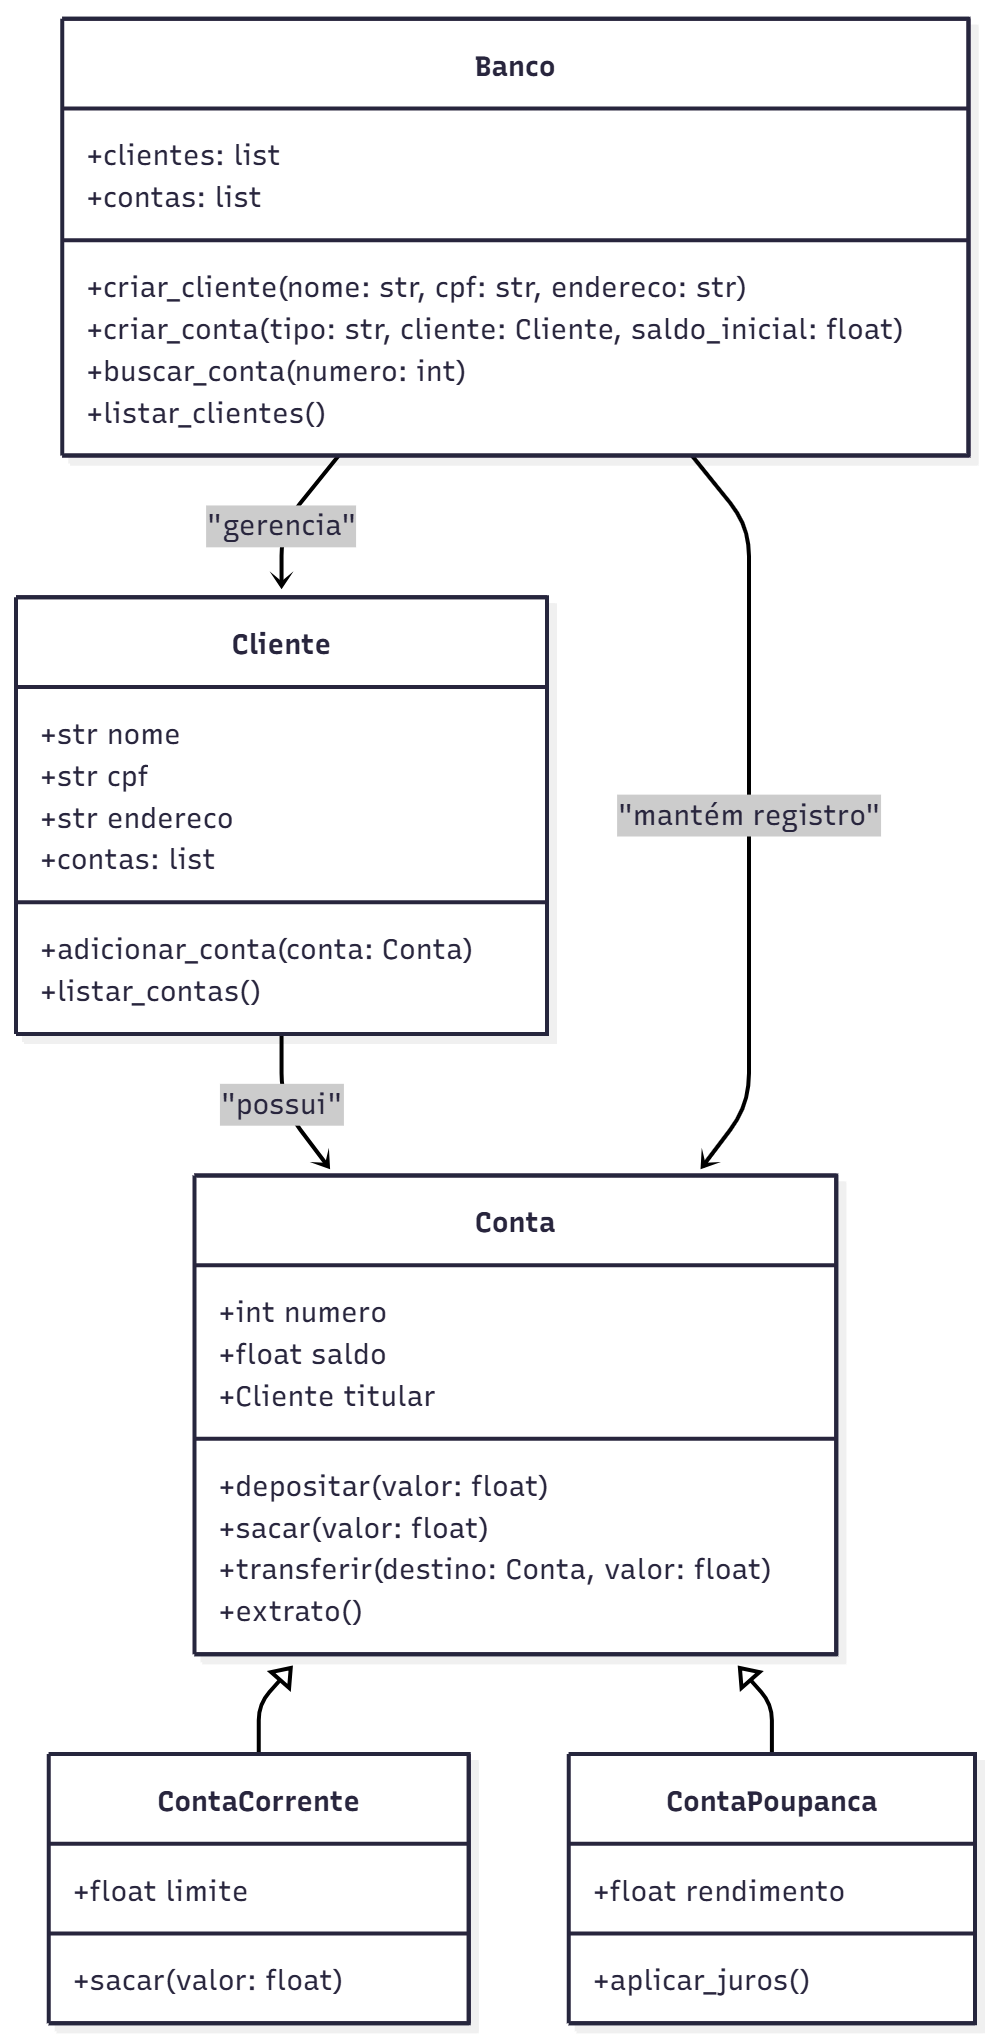 Banco
+clientes: list
+contas: list
+criar_cliente(nome: str, cpf: str, endereco: str)
+criar_conta(tipo: str, cliente: Cliente, saldo_inicial: float)
+buscar_conta(numero: int)
+listar_clientes()
"gerencia"
Cliente
+str nome
+str cpf
+str endereco
+contas: list
+adicionar_conta(conta: Conta)
+listar_contas()
"mantém registro"
"possui"
Conta
+int numero
+float saldo
+Cliente titular
+depositar(valor: float)
+sacar(valor: float)
+transferir(destino: Conta, valor: float)
+extrato()
ContaCorrente
+float limite
+sacar(valor: float)
ContaPoupanca
+float rendimento
+aplicar_juros()